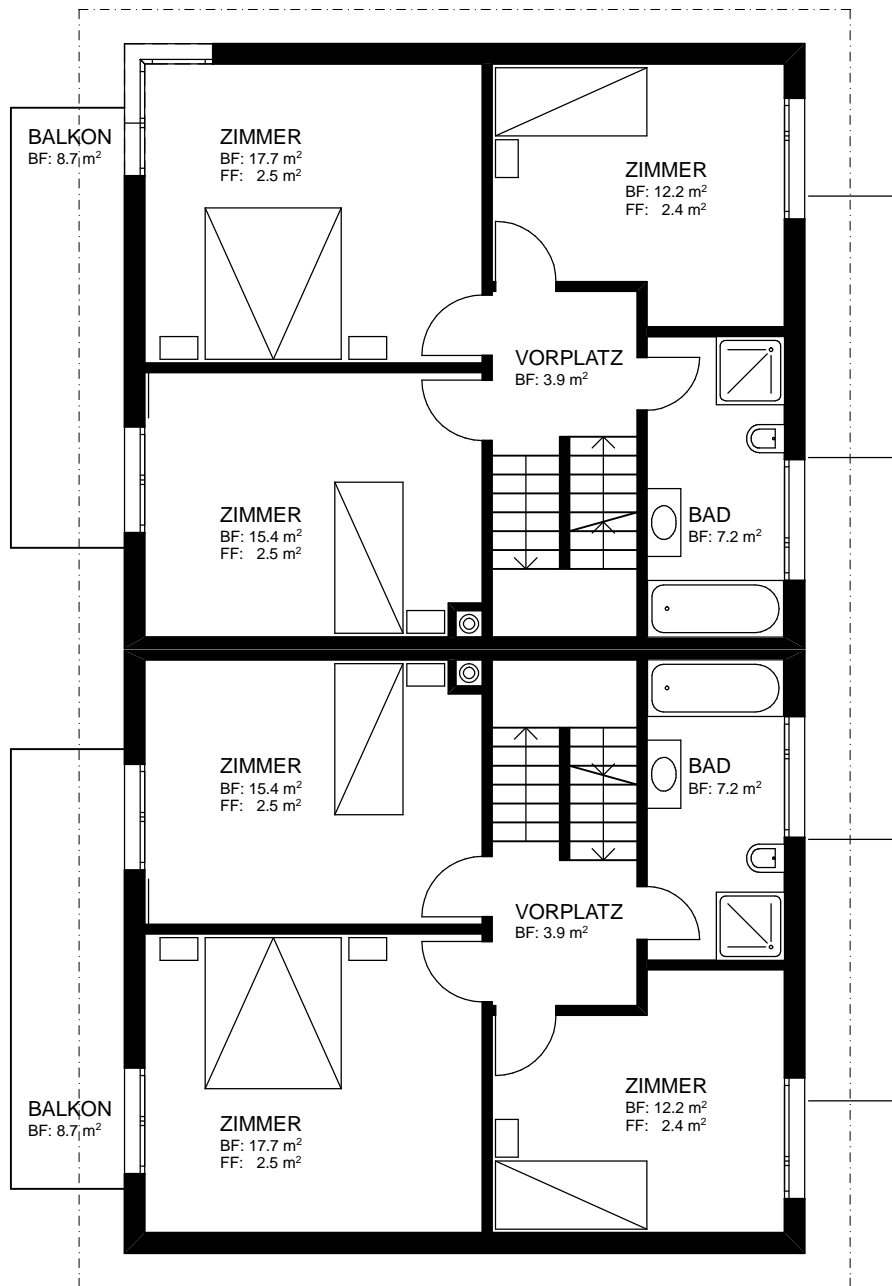 BALKON
BF: 8.7 m²
ZIMMER
BF: 17.7 m²
FF: 2.5 m²
ZIMMER
BF: 12.2 m²
FF: 2.4 m²
VORPLATZ
BF: 3.9 m²
ZIMMER
BF: 15.4 m²
FF: 2.5 m²
BAD
BF: 7.2 m²
ZIMMER
BF: 15.4 m²
FF: 2.5 m²
BAD
BF: 7.2 m²
VORPLATZ
BF: 3.9 m²
BALKON
BF: 8.7 m²
ZIMMER
BF: 17.7 m²
FF: 2.5 m²
ZIMMER
BF: 12.2 m²
FF: 2.4 m²